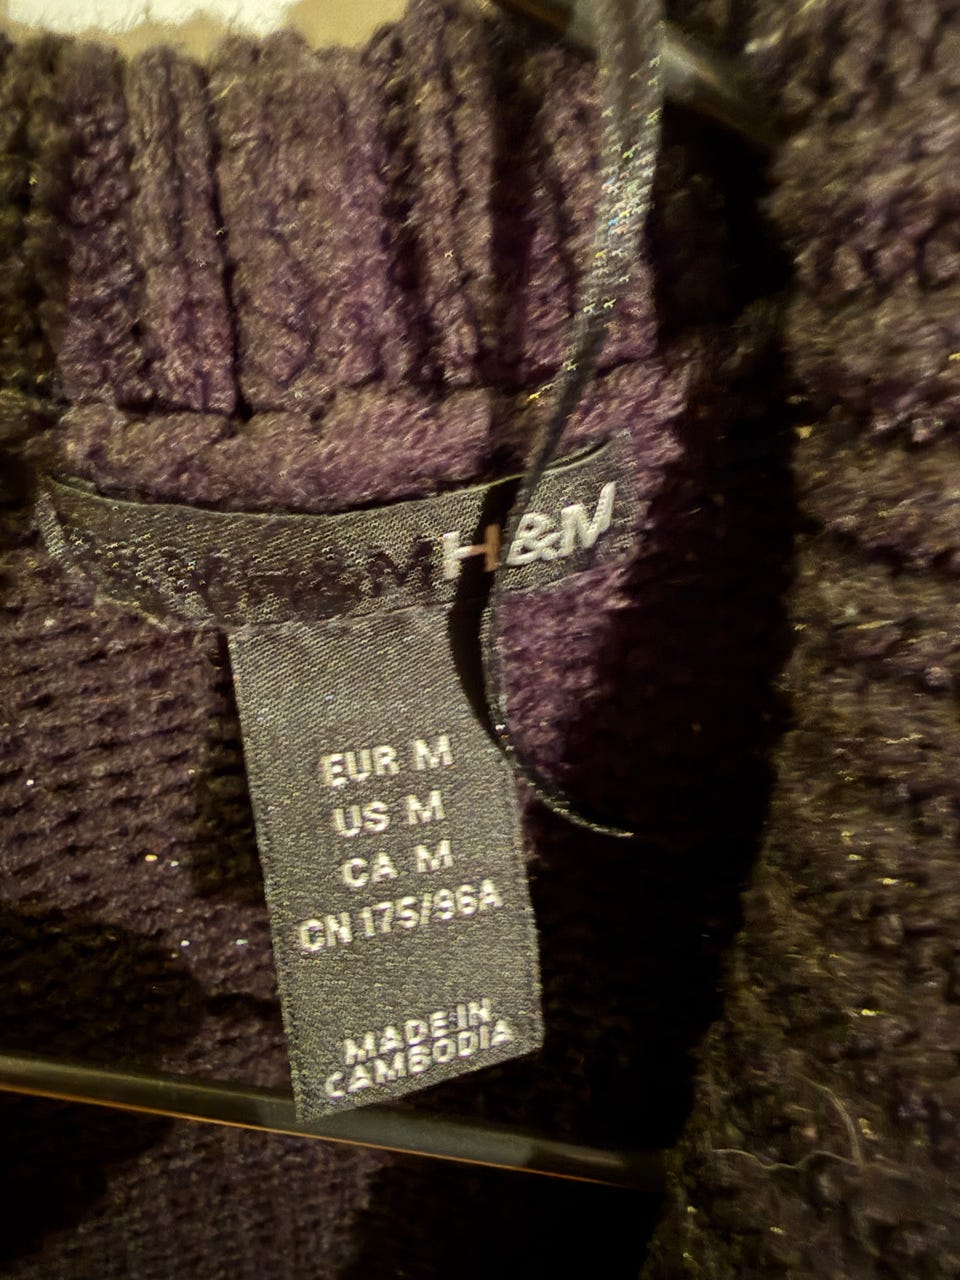 H&M
EUR M
US M
CA M
CN 175/96A
MADE IN
CAMBODIA